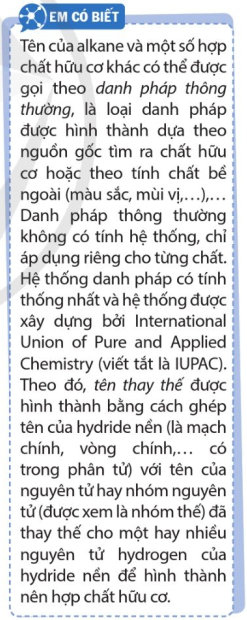 EM CÓ BIẾT
Tên của alkane và một số hợp
chất hữu cơ khác có thể được
gọi theo danh pháp thông
thường, là loại danh pháp
được hình thành dựa theo
nguồn gốc tìm ra chất hữu
cơ hoặc theo tính chất bề
ngoài (màu sắc, mùi vị,…),…
Danh pháp thông thường
không có tính hệ thống, chỉ
áp dụng riêng cho từng chất.
Hệ thống danh pháp có tính
thống nhất và hệ thống được
xây dựng bởi International
Union of Pure and Applied
Chemistry (viết tắt là IUPAC).
Theo đó, tên thay thế được
hình thành bằng cách ghép
tên của hydride nền (là mạch
chính, vòng chính,… có
trong phân tử) với tên của
nguyên tử hay nhóm nguyên
tử (được xem là nhóm thế) đã
thay thế cho một hay nhiều
nguyên tử hydrogen của
hydride nền để hình thành
nên hợp chất hữu cơ.